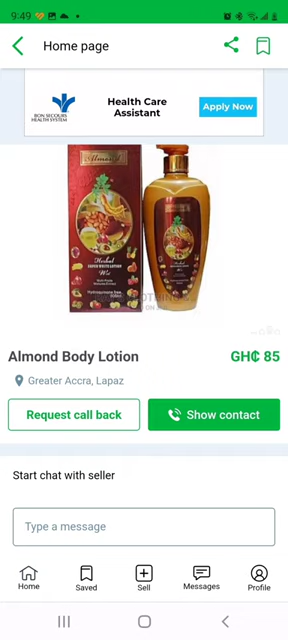 9:49
Home page
BON SECOURS
HEALTH SYSTEM
Health Care
Assistant
Apply Now
Almond
Herbal
Hydroquinone free
Almond Body Lotion
GH₵ 85
Greater Accra, Lapaz
Request call back
Show contact
Start chat with seller
Type a message
Home
Saved
Sell
Messages
Profile